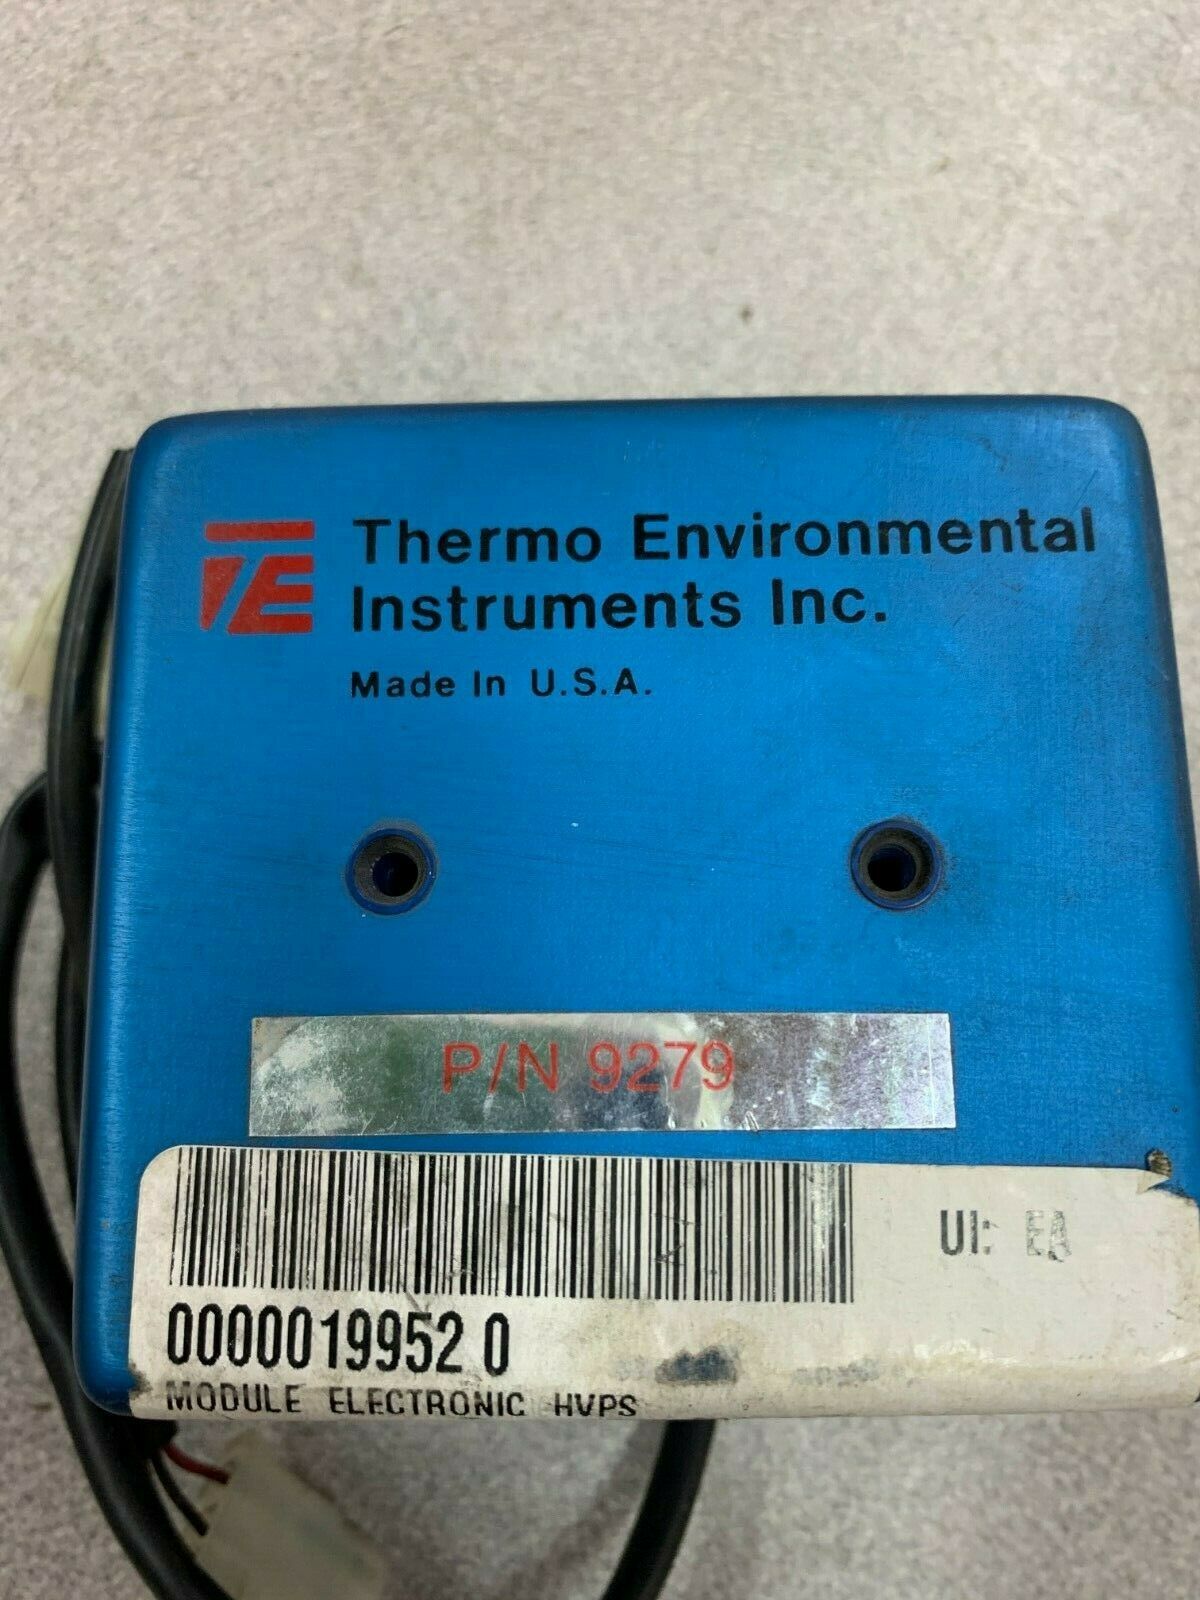 TE
Thermo Environmental
Instruments Inc.
Made In U.S.A.
P/N 9279
UI: EA
0000019952 0
MODULE ELECTRONIC HVPS